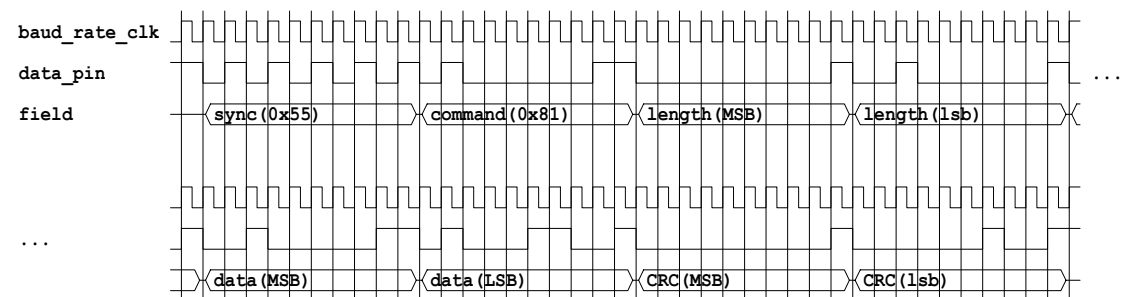 baud_rate_clk
data_pin ...
field sync(0x55) command(0x81) length(MSB) length(lsb)
...
data(MSB) data(LSB) CRC(MSB) CRC(lsb)